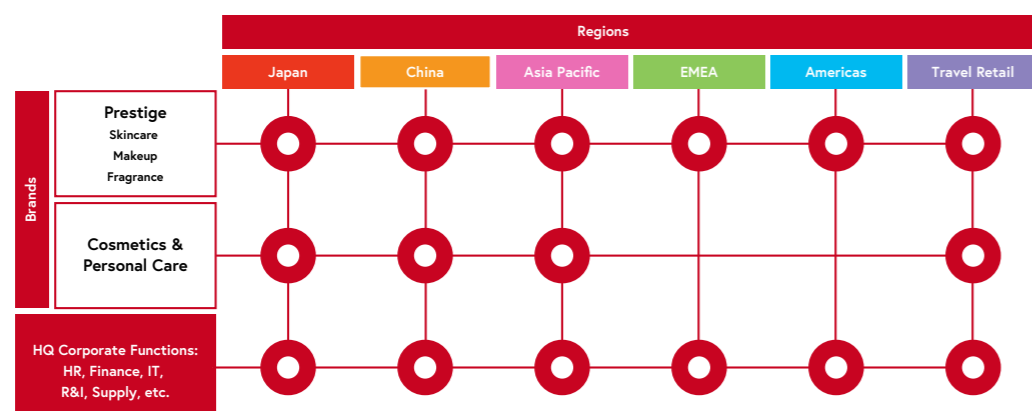 Regions
Japan
China
Asia Pacific
EMEA
Americas
Travel Retail
Brands
Prestige
Skincare
Makeup
Fragrance
Cosmetics &
Personal Care
HQ Corporate Functions:
HR, Finance, IT,
R&I, Supply, etc.